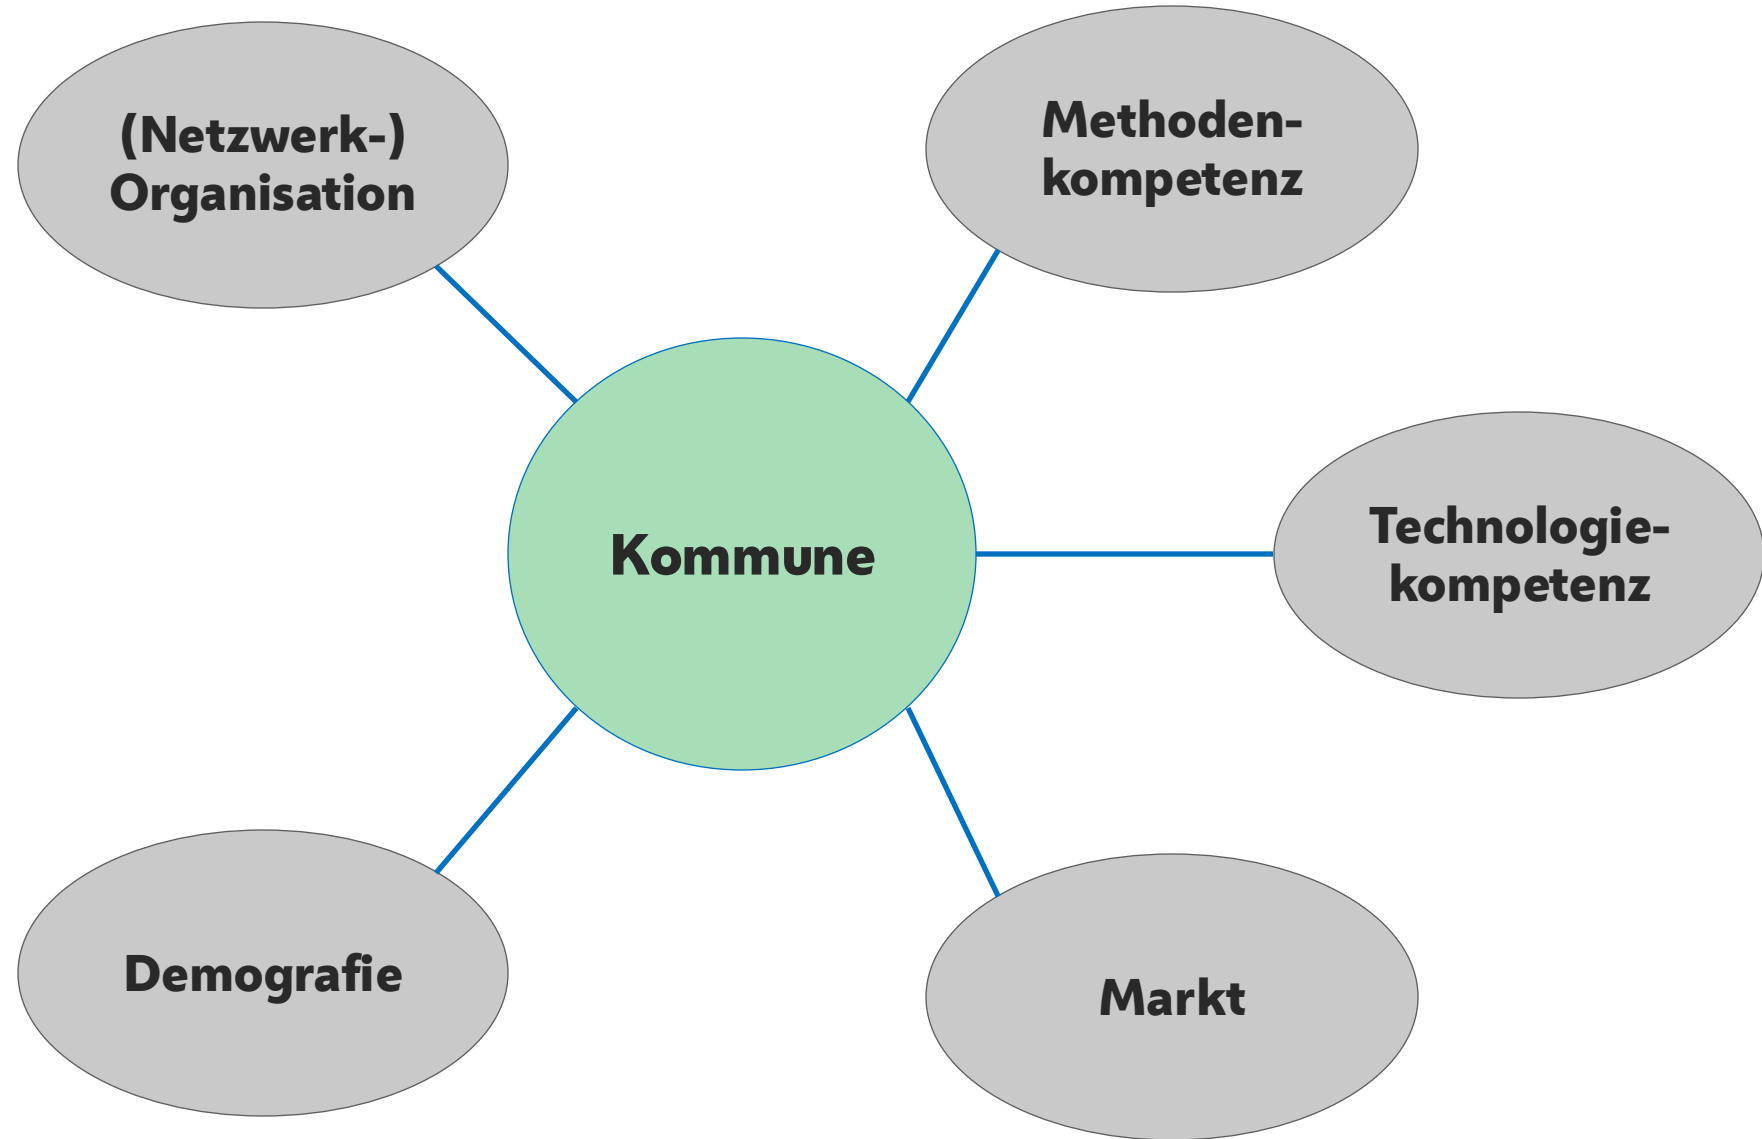 (Netzwerk-)
Organisation
Methoden-
kompetenz
Kommune
Technologie-
kompetenz
Demografie
Markt